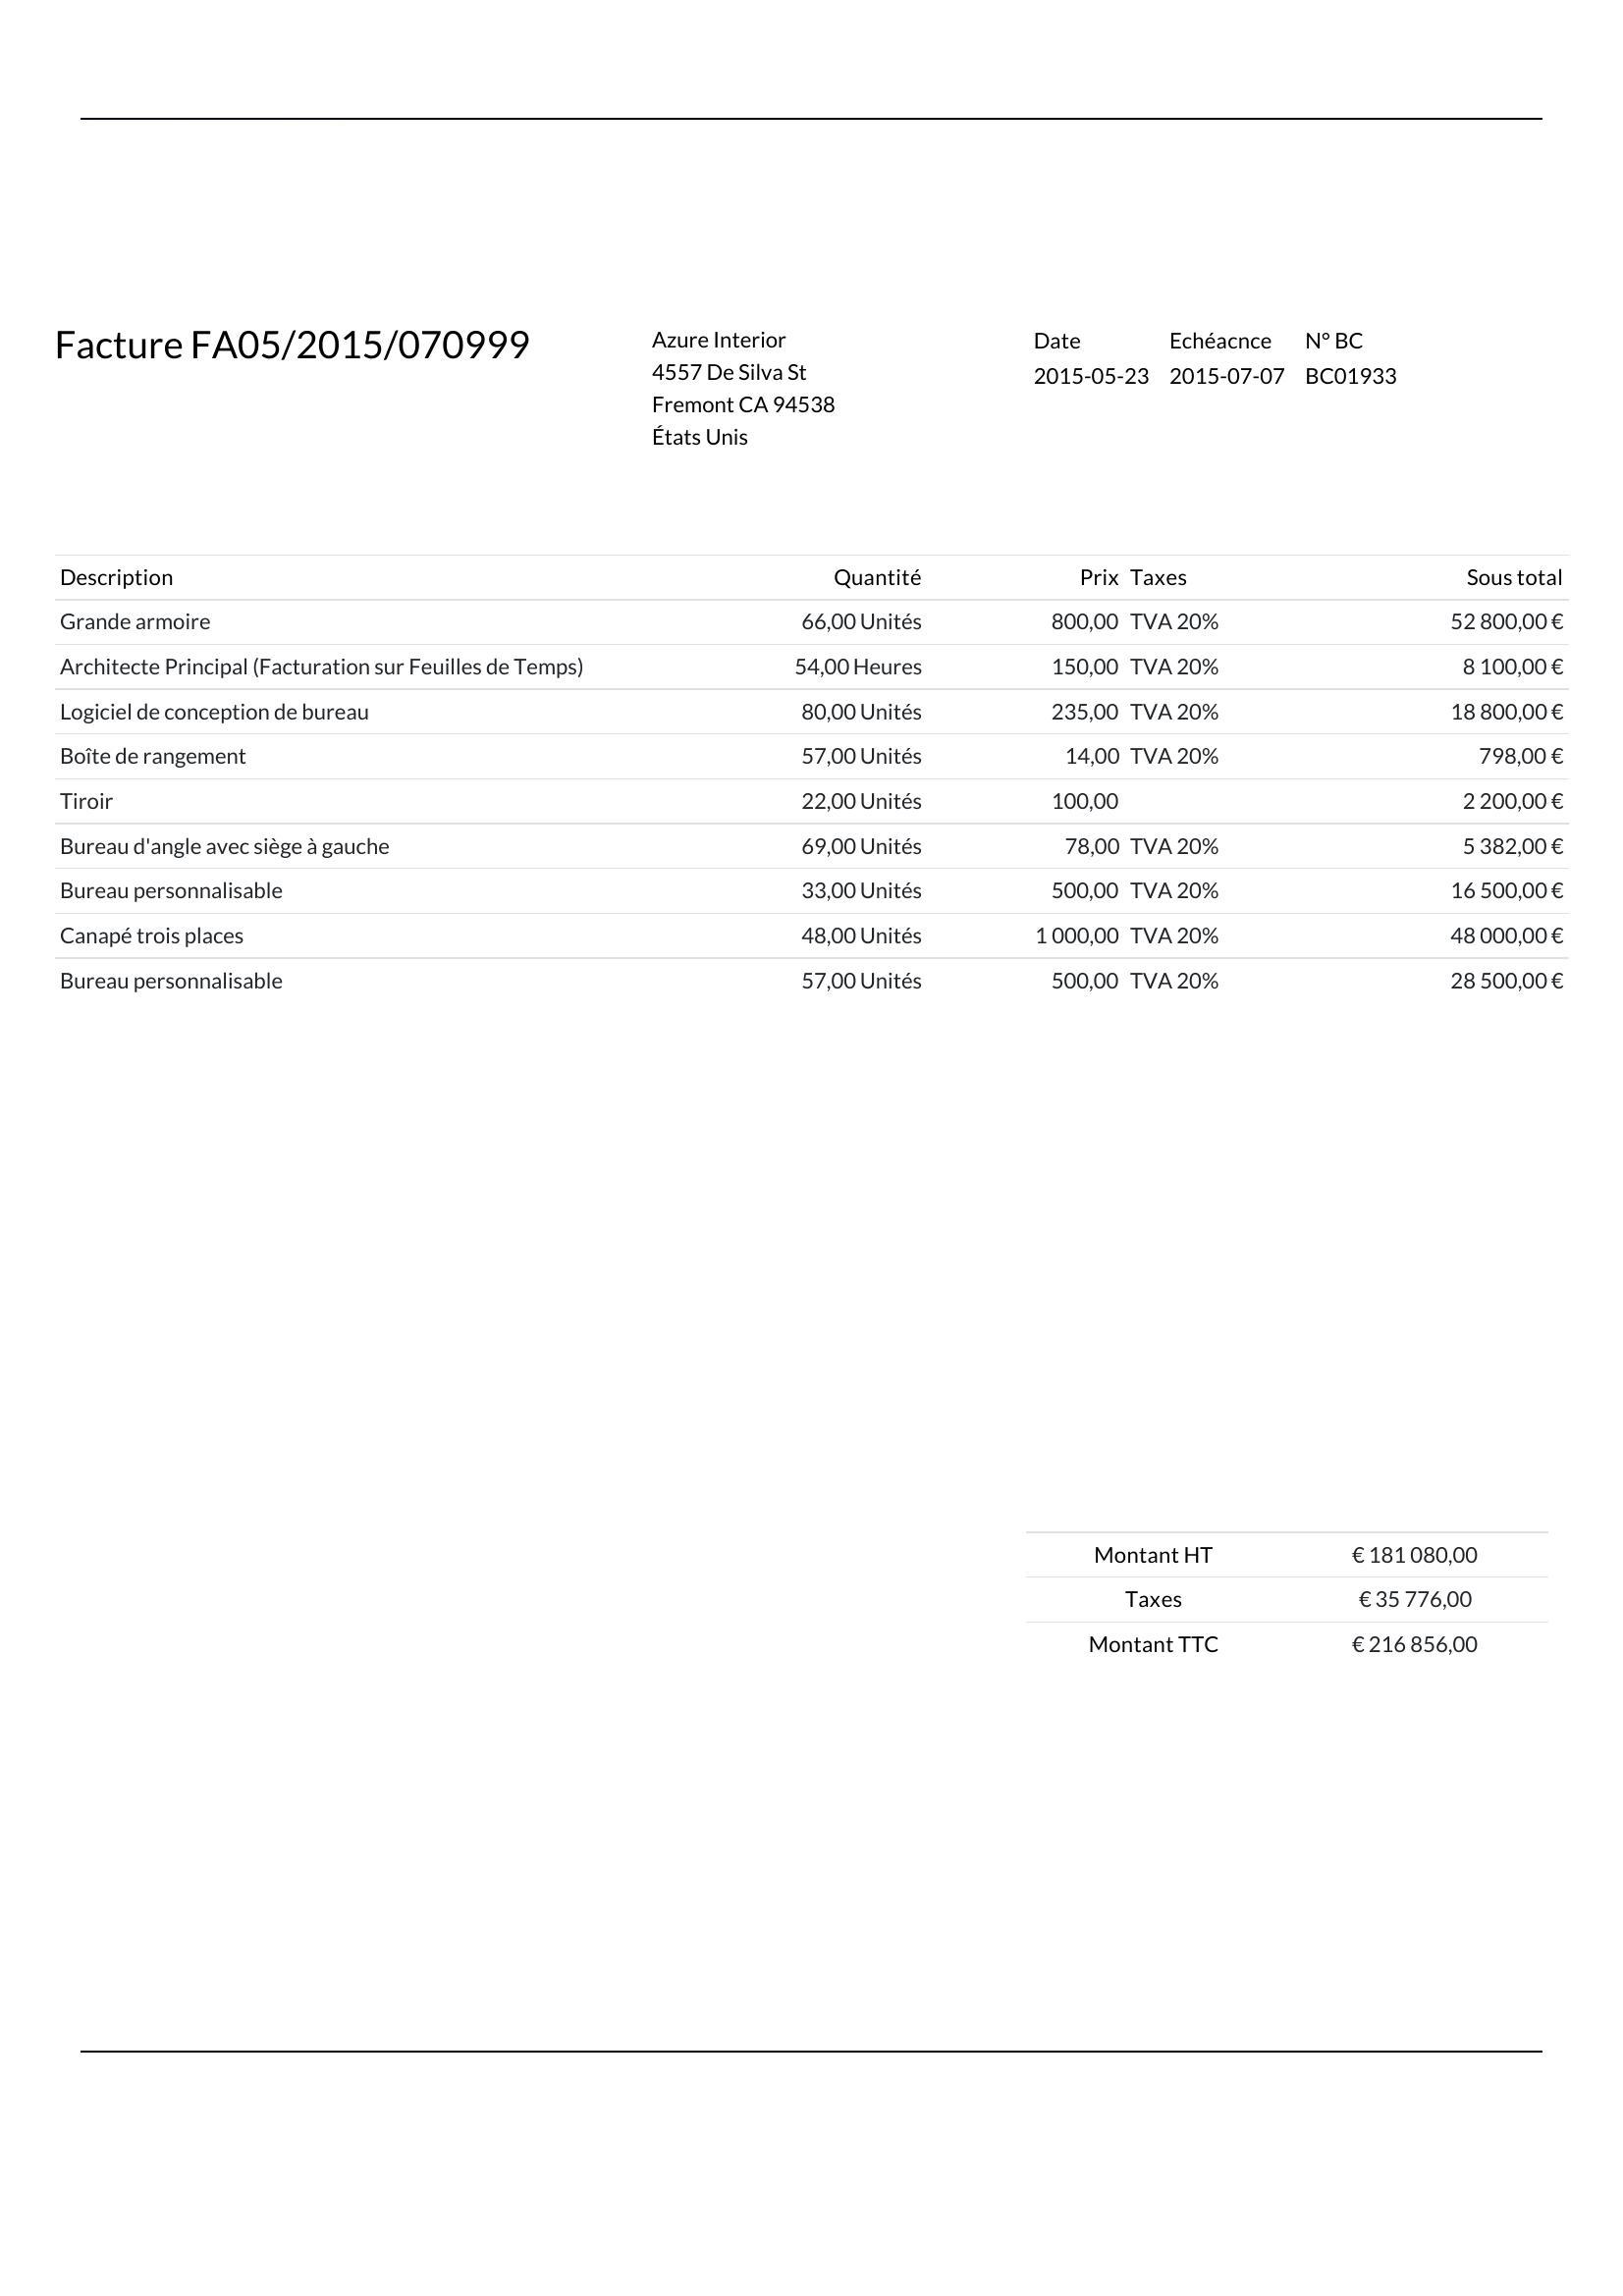 Facture FA05/2015/070999
Azure Interior
4557 De Silva St
Fremont CA 94538
États Unis
Date Echéacnce N° BC
2015-05-23 2015-07-07 BC01933
Description Quantité Prix Taxes Sous total
Grande armoire 66,00 Unités 800,00 TVA 20% 52 800,00 €
Architecte Principal (Facturation sur Feuilles de Temps) 54,00 Heures 150,00 TVA 20% 8 100,00 €
Logiciel de conception de bureau 80,00 Unités 235,00 TVA 20% 18 800,00 €
Boîte de rangement 57,00 Unités 14,00 TVA 20% 798,00 €
Tiroir 22,00 Unités 100,00 2 200,00 €
Bureau d'angle avec siège à gauche 69,00 Unités 78,00 TVA 20% 5 382,00 €
Bureau personnalisable 33,00 Unités 500,00 TVA 20% 16 500,00 €
Canapé trois places 48,00 Unités 1 000,00 TVA 20% 48 000,00 €
Bureau personnalisable 57,00 Unités 500,00 TVA 20% 28 500,00 €
Montant HT € 181 080,00
Taxes € 35 776,00
Montant TTC € 216 856,00